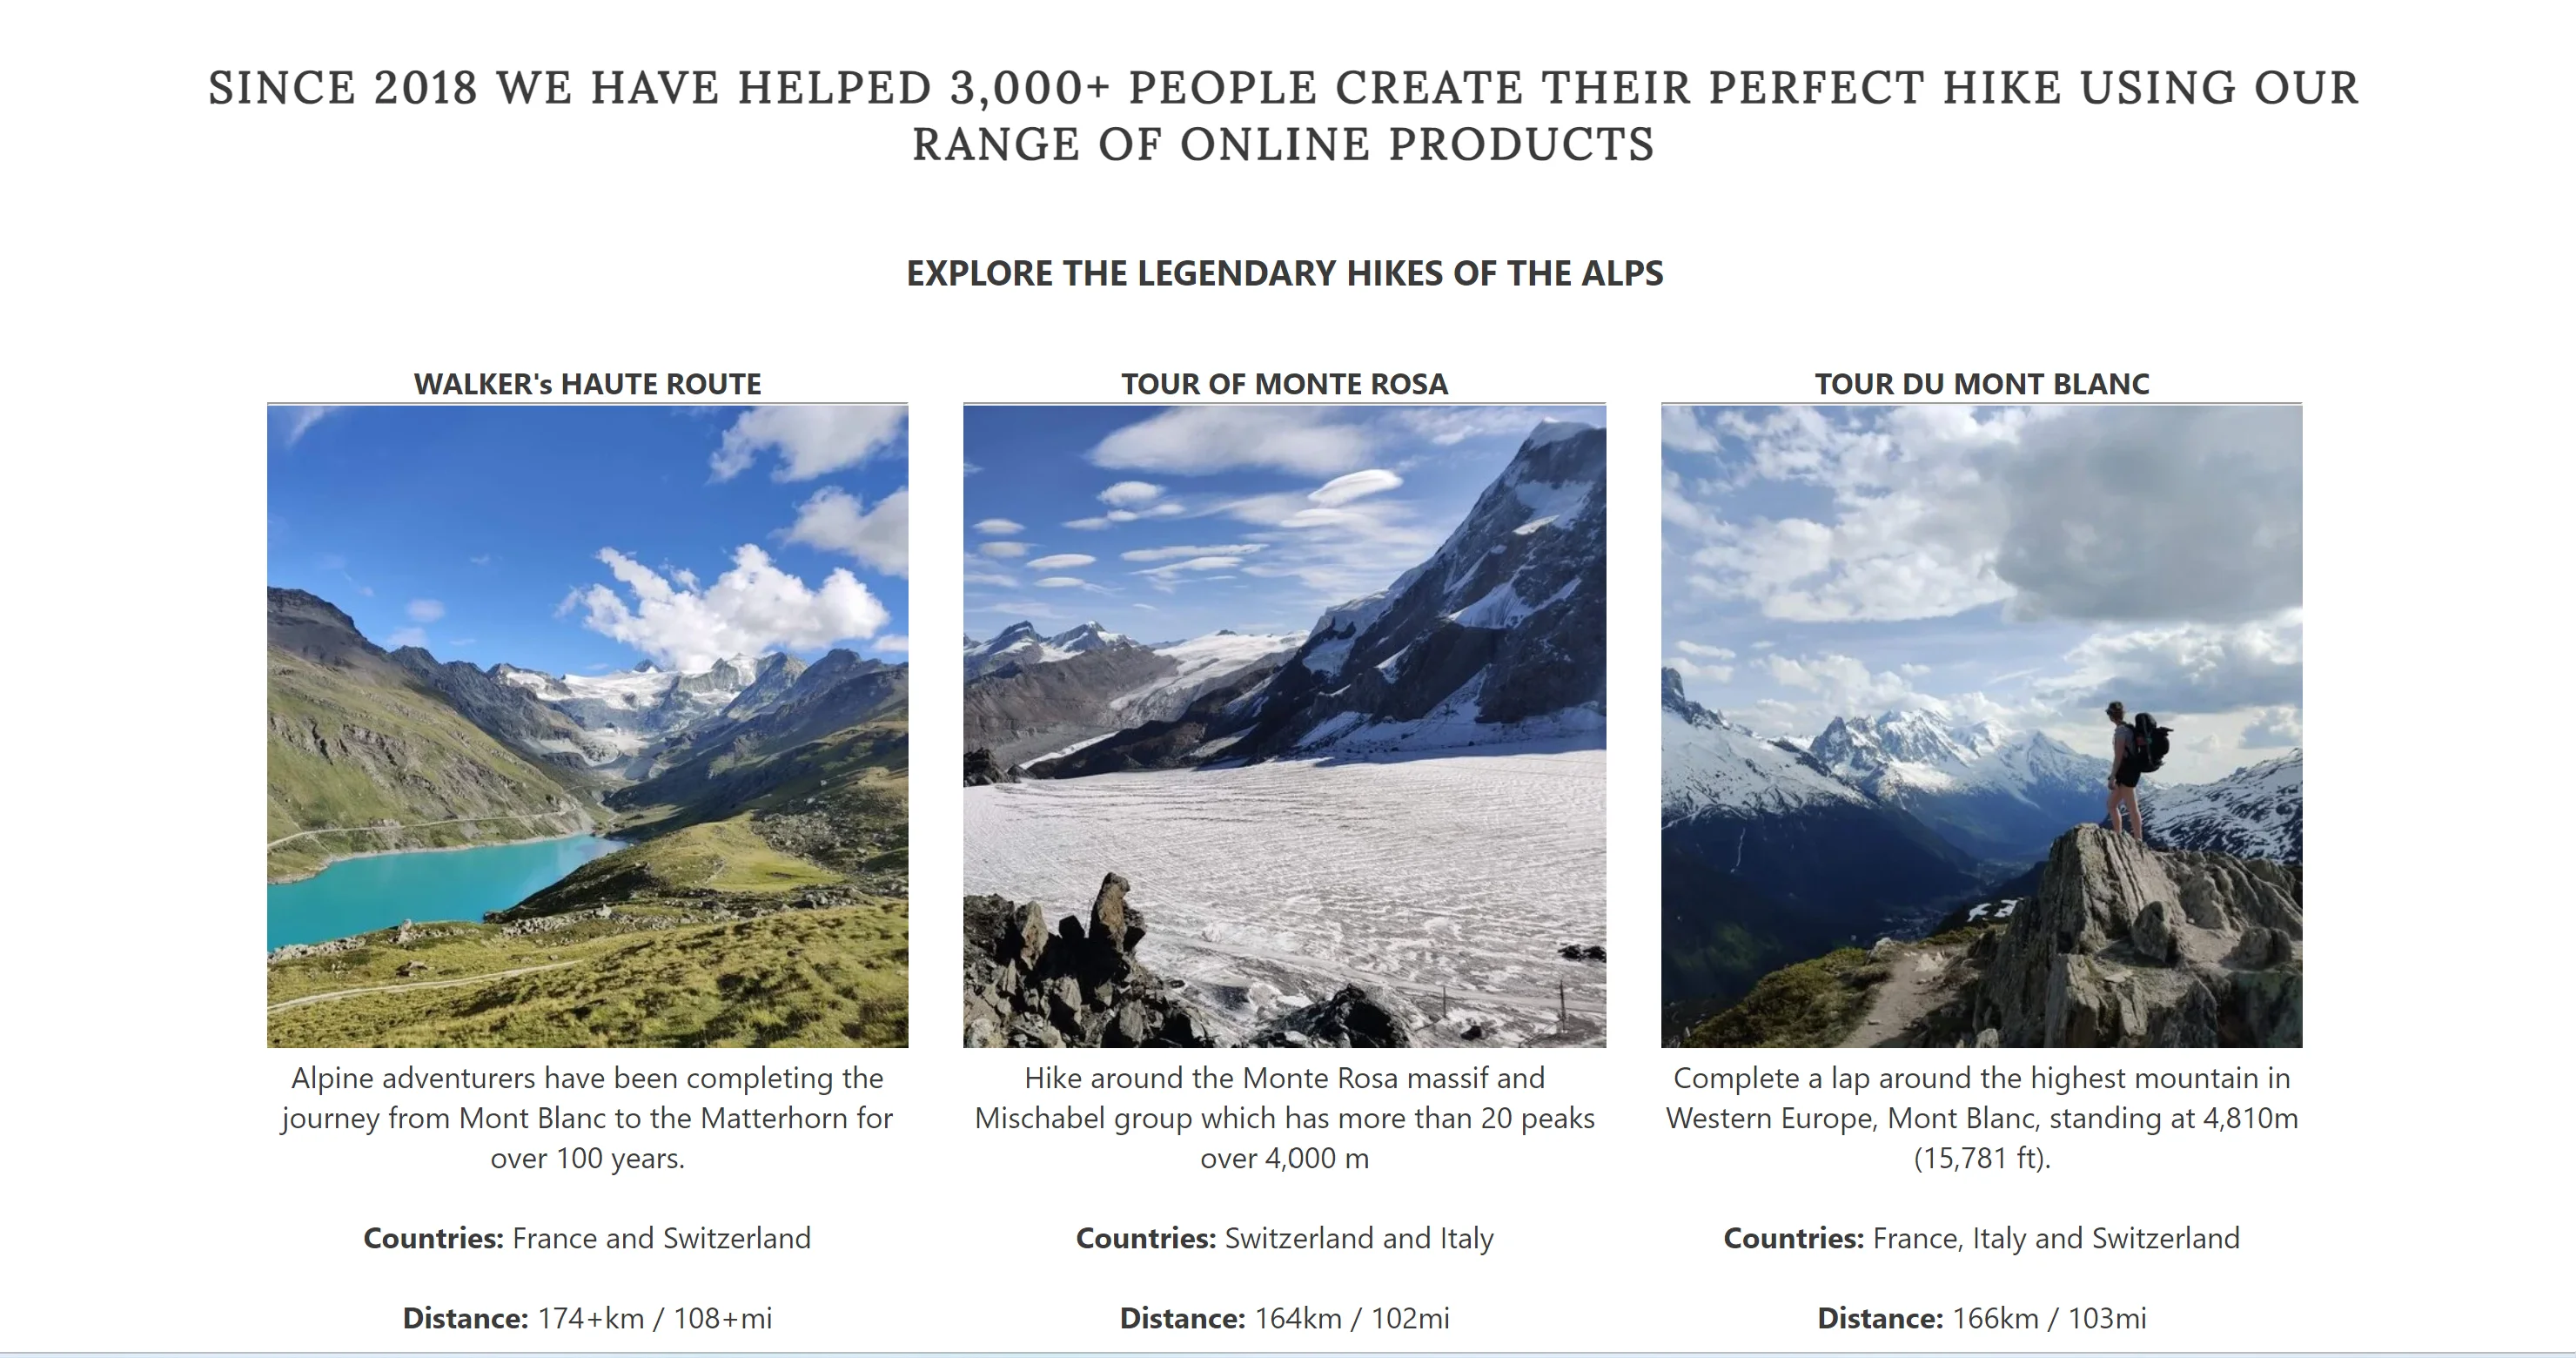 SINCE 2018 WE HAVE HELPED 3,000+ PEOPLE CREATE THEIR PERFECT HIKE USING OUR
RANGE OF ONLINE PRODUCTS
EXPLORE THE LEGENDARY HIKES OF THE ALPS
WALKER's HAUTE ROUTE
Alpine adventurers have been completing the
journey from Mont Blanc to the Matterhorn for
over 100 years.
Countries: France and Switzerland
Distance: 174+km / 108+mi
TOUR OF MONTE ROSA
Hike around the Monte Rosa massif and
Mischabel group which has more than 20 peaks
over 4,000 m
Countries: Switzerland and Italy
Distance: 164km / 102mi
TOUR DU MONT BLANC
Complete a lap around the highest mountain in
Western Europe, Mont Blanc, standing at 4,810m
(15,781 ft).
Countries: France, Italy and Switzerland
Distance: 166km / 103mi